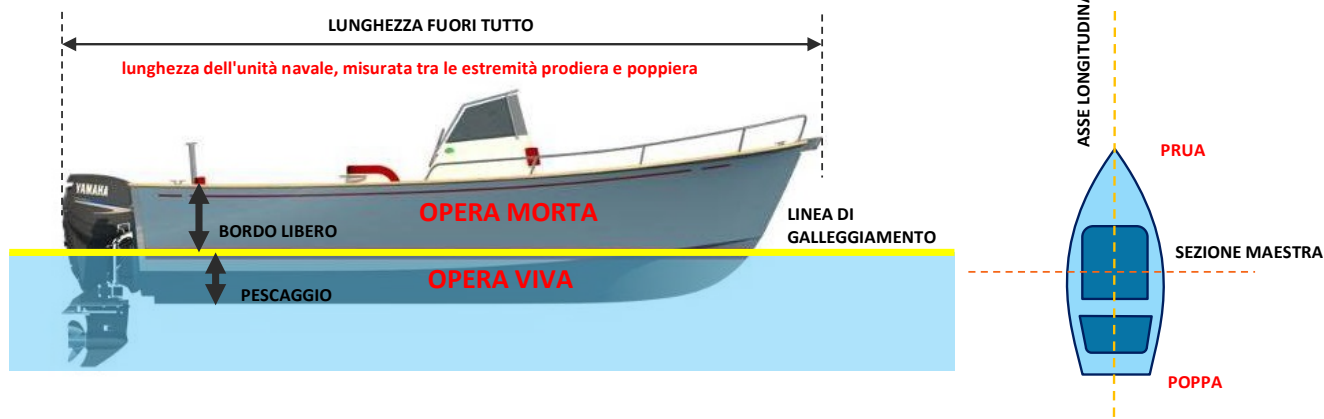 LUNGHEZZA FUORI TUTTO
lunghezza dell'unità navale, misurata tra le estremità prodiera e poppiera
YAMAHA
OPERA MORTA
BORDO LIBERO
LINEA DI
GALLEGGIAMENTO
OPERA VIVA
PESCAGGIO
ASSE LONGITUDINA
PRUA
SEZIONE MAESTRA
POPPA